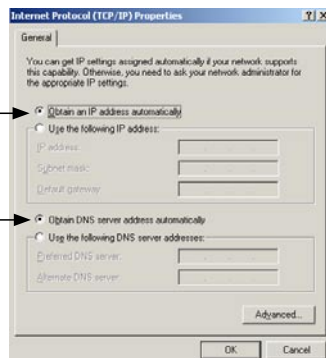 Internet Protocol (TCP/IP) Properties
General
You can get IP settings assigned automatically if your network supports
this capability. Otherwise, you need to ask your network administrator for
the appropriate IP settings.
Obtain an IP address automatically
Use the following IP address:
IP address:
Subnet mask:
Default gateway:
Obtain DNS server address automatically
Use the following DNS server addresses:
Preferred DNS server:
Alternate DNS server:
Advanced...
OK
Cancel